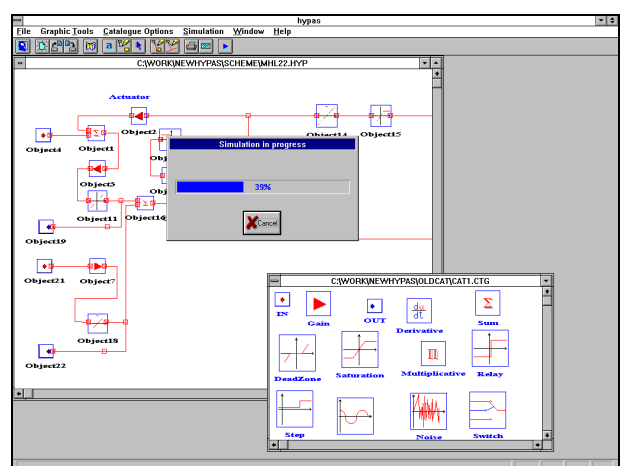 hypas
File Graphic Tools Catalogue Options Simulation Window Help
C:\WORK\NEWHYPAS\SCHEME\MHL22.HYP
Actuator
Object2
Object14
Object15
Object4
Object1
Simulation in progress
39%
Cancel
Object3
Object11
Object16
Object19
Object21
Object7
Object18
Object22
C:\WORK\NEWHYPAS\OLDCAT\CAT1.CTG
IN
Gain
OUT
du
dt
Derivative
Σ
Sum
DeadZone
Saturation
Π
Multiplicative
Relay
Step
Noise
Switch